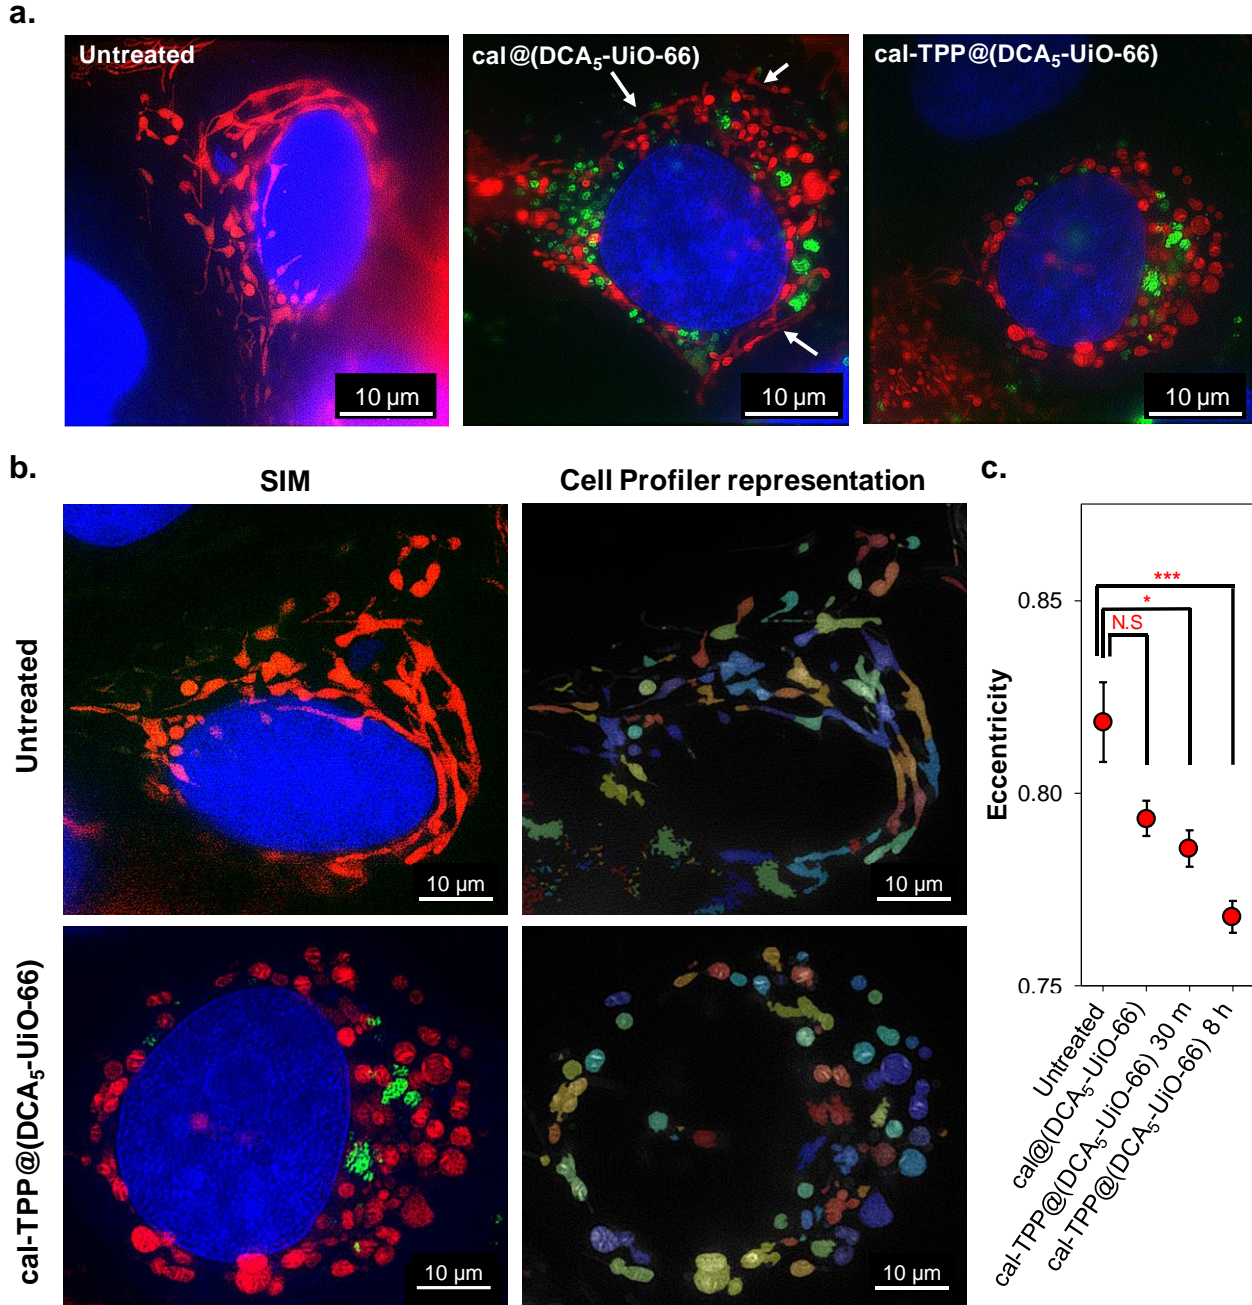 a.
Untreated
cal@(DCA₅-UiO-66)
cal-TPP@(DCA₅-UiO-66)
10 µm
10 µm
10 µm
b.
SIM
Cell Profiler representation
c.
Untreated
10 µm
10 µm
cal-TPP@(DCA₅-UiO-66)
10 µm
10 µm
Eccentricity
0.85
0.80
0.75
***
*
N.S
Untreated
cal@(DCA₅-UiO-66)
cal-TPP@(DCA₅-UiO-66) 30 m
cal-TPP@(DCA₅-UiO-66) 8 h